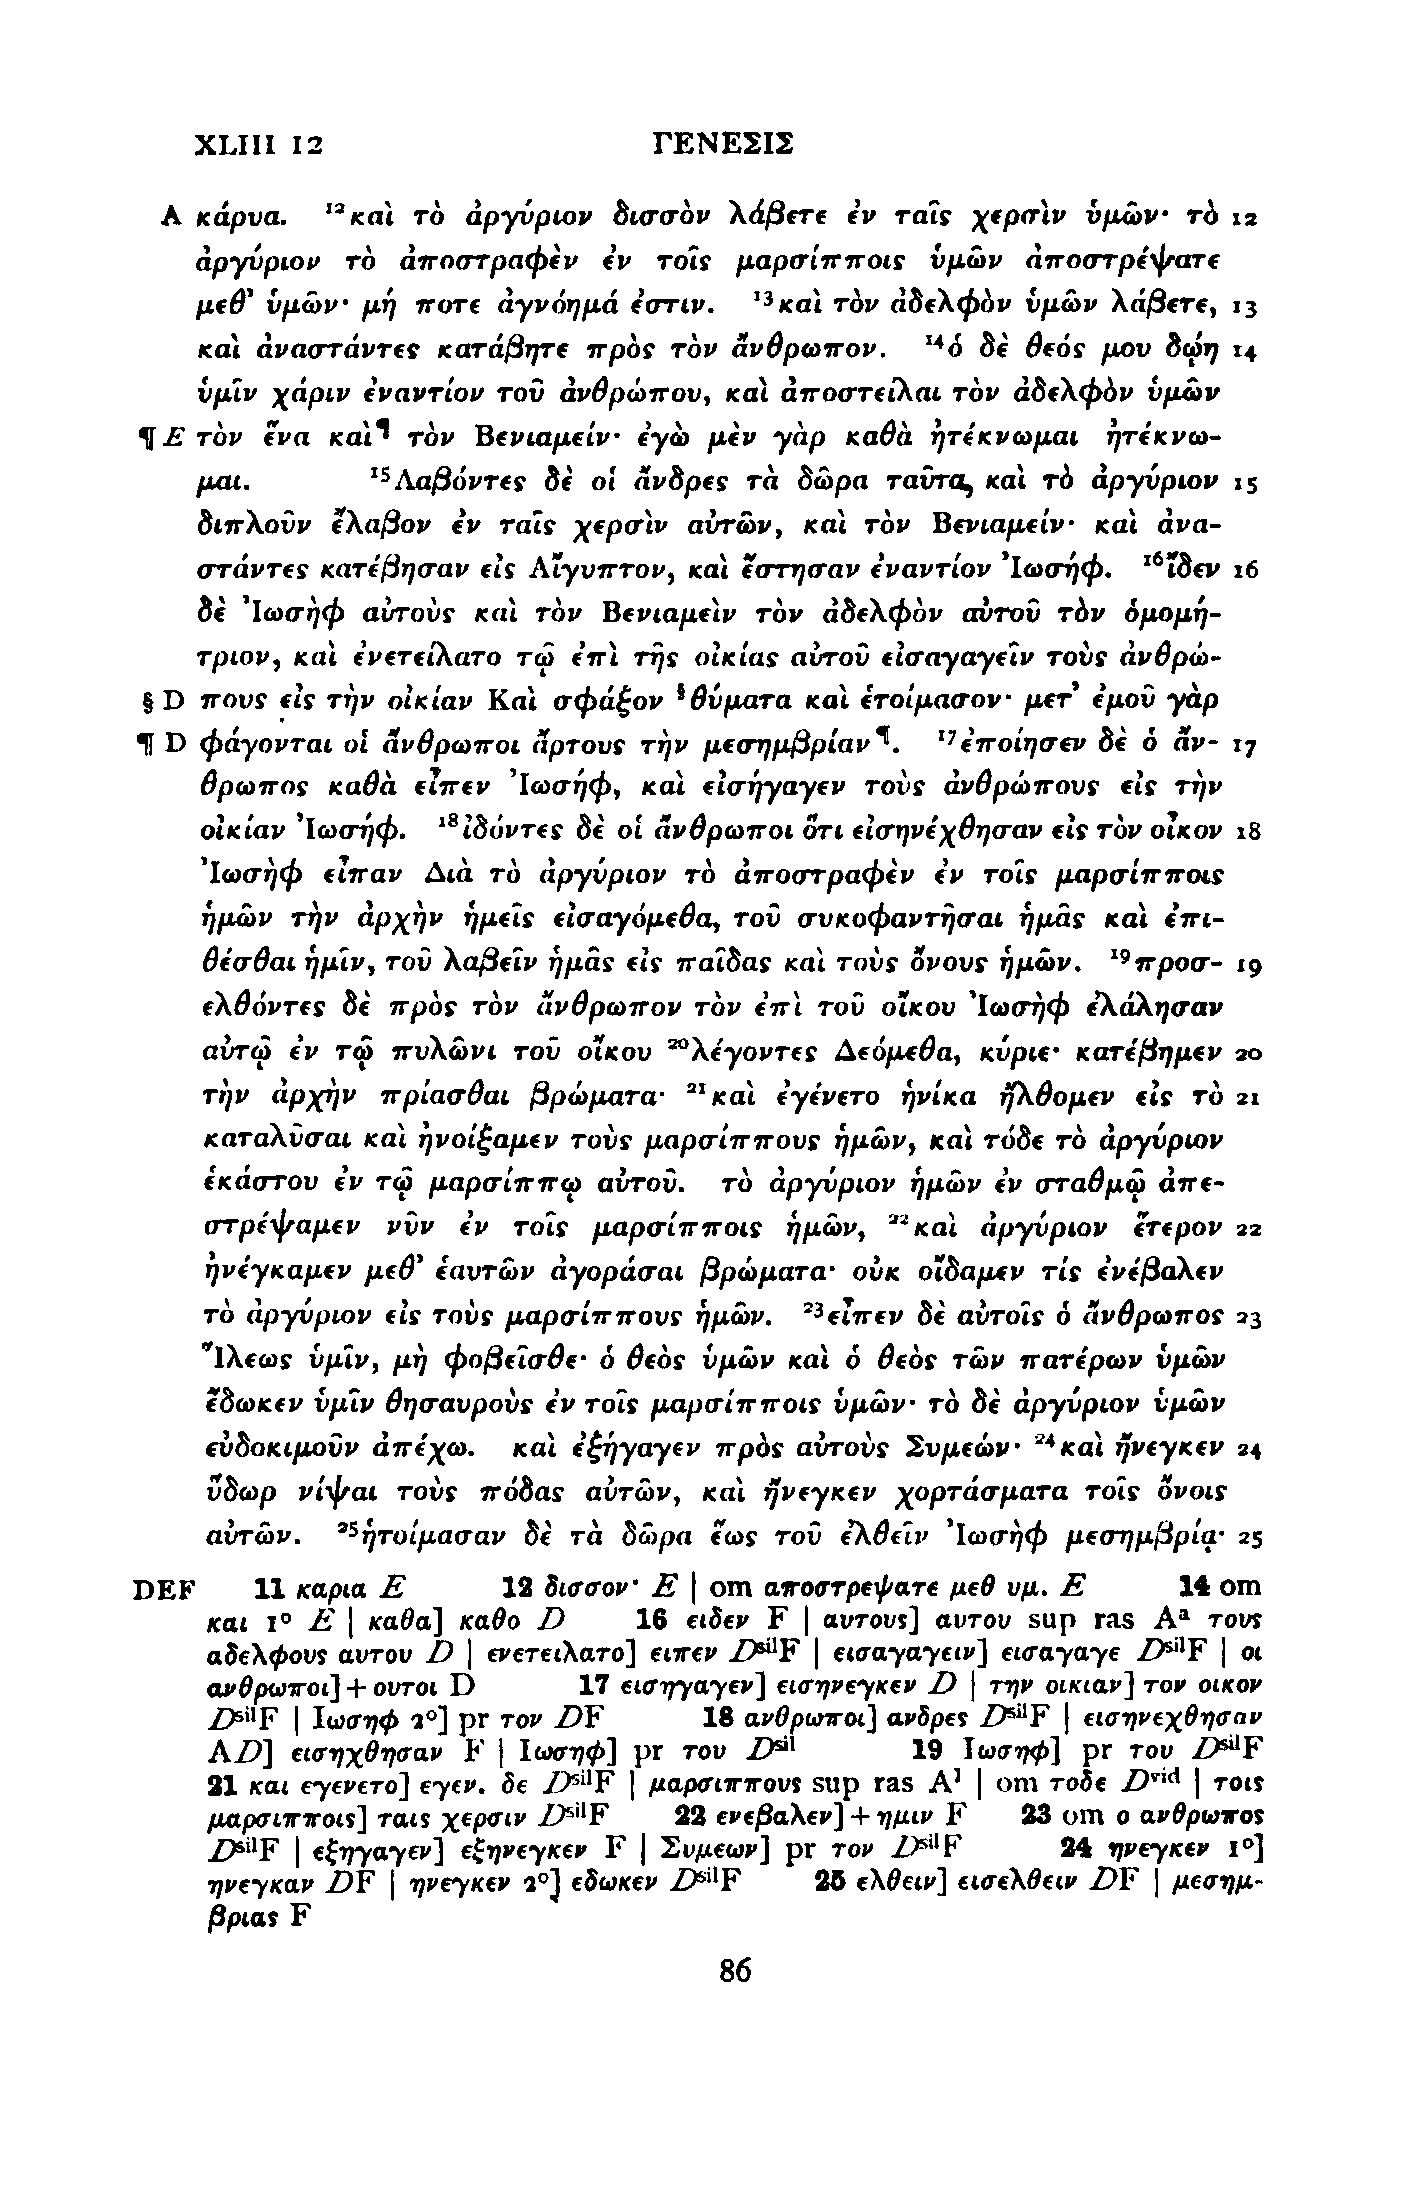 XLIII 12 ΓΕΝΕΣΙΣ
A κάρυα. ¹²καὶ τὸ ἀργύριον δισσὸν λάβετε ἐν ταῖς χερσὶν ὑμῶν· τὸ 12
ἀργύριον τὸ ἀποστραφὲν ἐν τοῖς μαρσίπποις ὑμῶν ἀποστρέψατε
μεθ’ ὑμῶν· μή ποτε ἀγνόημά ἐστιν. ¹³καὶ τὸν ἀδελφὸν ὑμῶν λάβετε, 13
καὶ ἀναστάντες κατάβητε πρὸς τὸν ἄνθρωπον. ¹⁴ὁ δὲ θεός μου δῴη 14
ὑμῖν χάριν ἐναντίον τοῦ ἀνθρώπου, καὶ ἀποστείλαι τὸν ἀδελφὸν ὑμῶν
¶ E τὸν ἕνα καὶ¶ τὸν Βενιαμείν· ἐγὼ μὲν γὰρ καθὰ ἠτέκνωμαι ἠτέκνω-
μαι. ¹⁵Λαβόντες δὲ οἱ ἄνδρες τὰ δῶρα ταῦτα, καὶ τὸ ἀργύριον 15
διπλοῦν ἔλαβον ἐν ταῖς χερσὶν αὐτῶν, καὶ τὸν Βενιαμείν· καὶ ἀνα-
στάντες κατέβησαν εἰς Αἴγυπτον, καὶ ἔστησαν ἐναντίον Ἰωσήφ. ¹⁶ἴδεν 16
δὲ Ἰωσὴφ αὐτοὺς καὶ τὸν Βενιαμεὶν τὸν ἀδελφὸν αὐτοῦ τὸν ὁμομή-
τριον, καὶ ἐνετείλατο τῷ ἐπὶ τῆς οἰκίας αὐτοῦ εἰσαγαγεῖν τοὺς ἀνθρώ-
§ D πους εἰς τὴν οἰκίαν Καὶ σφάξον §θύματα καὶ ἑτοίμασον· μετ’ ἐμοῦ γὰρ
¶ D φάγονται οἱ ἄνθρωποι ἄρτους τὴν μεσημβρίαν¶. ¹⁷ἐποίησεν δὲ ὁ ἄν- 17
θρωπος καθὰ εἶπεν Ἰωσήφ, καὶ εἰσήγαγεν τοὺς ἀνθρώπους εἰς τὴν
οἰκίαν Ἰωσήφ. ¹⁸ἰδόντες δὲ οἱ ἄνθρωποι ὅτι εἰσηνέχθησαν εἰς τὸν οἶκον 18
Ἰωσὴφ εἶπαν Διὰ τὸ ἀργύριον τὸ ἀποστραφὲν ἐν τοῖς μαρσίπποις
ἡμῶν τὴν ἀρχὴν ἡμεῖς εἰσαγόμεθα, τοῦ συκοφαντῆσαι ἡμᾶς καὶ ἐπι-
θέσθαι ἡμῖν, τοῦ λαβεῖν ἡμᾶς εἰς παῖδας καὶ τοὺς ὄνους ἡμῶν. ¹⁹προσ- 19
ελθόντες δὲ πρὸς τὸν ἄνθρωπον τὸν ἐπὶ τοῦ οἴκου Ἰωσὴφ ἐλάλησαν
αὐτῷ ἐν τῷ πυλῶνι τοῦ οἴκου ²⁰λέγοντες Δεόμεθα, κύριε· κατέβημεν 20
τὴν ἀρχὴν πρίασθαι βρώματα· ²¹καὶ ἐγένετο ἡνίκα ἤλθομεν εἰς τὸ 21
καταλῦσαι καὶ ἠνοίξαμεν τοὺς μαρσίππους ἡμῶν, καὶ τόδε τὸ ἀργύριον
ἑκάστου ἐν τῷ μαρσίππῳ αὐτοῦ. τὸ ἀργύριον ἡμῶν ἐν σταθμῷ ἀπε-
στρέψαμεν νῦν ἐν τοῖς μαρσίπποις ἡμῶν, ²²καὶ ἀργύριον ἕτερον 22
ἠνέγκαμεν μεθ’ ἑαυτῶν ἀγοράσαι βρώματα· οὐκ οἴδαμεν τίς ἐνέβαλεν
τὸ ἀργύριον εἰς τοὺς μαρσίππους ἡμῶν. ²³εἶπεν δὲ αὐτοῖς ὁ ἄνθρωπος 23
Ἵλεως ὑμῖν, μὴ φοβεῖσθε· ὁ θεὸς ὑμῶν καὶ ὁ θεὸς τῶν πατέρων ὑμῶν
ἔδωκεν ὑμῖν θησαυροὺς ἐν τοῖς μαρσίπποις ὑμῶν· τὸ δὲ ἀργύριον ὑμῶν
εὐδοκιμοῦν ἀπέχω. καὶ ἐξήγαγεν πρὸς αὐτοὺς Συμεών· ²⁴καὶ ἤνεγκεν 24
ὕδωρ νίψαι τοὺς πόδας αὐτῶν, καὶ ἤνεγκεν χορτάσματα τοῖς ὄνοις
αὐτῶν. ²⁵ἡτοίμασαν δὲ τὰ δῶρα ἕως τοῦ ἐλθεῖν Ἰωσὴφ μεσημβρίᾳ· 25
DEF 11 καρια E 12 δισσον· E | om αποστρεψατε μεθ υμ. E 14 om
και 1° E | καθα] καθο D 16 ειδεν F | αυτους] αυτου sup ras Aᵃ τους
αδελφους αυτου D | ενετειλατο] ειπεν DˢⁱˡF | εισαγαγειν] εισαγαγε DˢⁱˡF | οι
ανθρωποι] + ουτοι D 17 εισηγαγεν] εισηνεγκεν D | την οικιαν] τον οικον
DˢⁱˡF | Ιωσηφ 2°] pr τον DF 18 ανθρωποι] ανδρες DˢⁱˡF | εισηνεχθησαν
AD] εισηχθησαν F | Ιωσηφ] pr του Dˢⁱˡ 19 Ιωσηφ] pr του DˢⁱˡF
21 και εγενετο] εγεν. δε DˢⁱˡF | μαρσιππους sup ras A¹ | om τοδε Dᵛⁱᵈ | τοις
μαρσιπποις] ταις χερσιν DˢⁱˡF 22 ενεβαλεν] + ημιν F 23 om ο ανθρωπος
DˢⁱˡF | εξηγαγεν] εξηνεγκεν F | Συμεων] pr τον DˢⁱˡF 24 ηνεγκεν 1°]
ηνεγκαν DF | ηνεγκεν 2°] εδωκεν DˢⁱˡF 25 ελθειν] εισελθειν DF | μεσημ-
βριας F
86